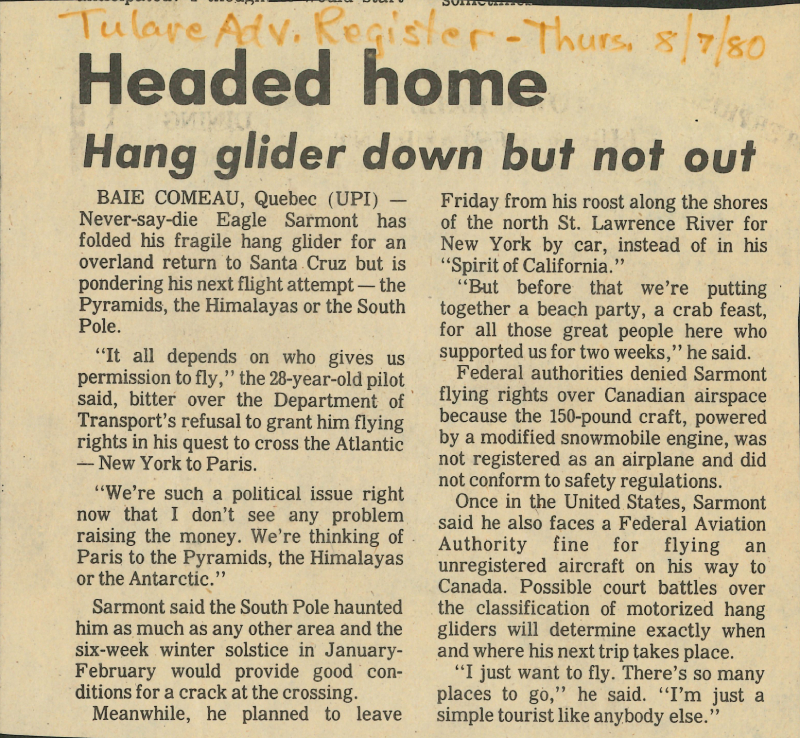 Tulare Adv. Register - Thurs. 8/7/80
Headed home
Hang glider down but not out
BAIE COMEAU, Quebec (UPI) —
Never-say-die Eagle Sarmont has
folded his fragile hang glider for an
overland return to Santa Cruz but is
pondering his next flight attempt — the
Pyramids, the Himalayas or the South
Pole.
"It all depends on who gives us
permission to fly," the 28-year-old pilot
said, bitter over the Department of
Transport's refusal to grant him flying
rights in his quest to cross the Atlantic
— New York to Paris.
"We're such a political issue right
now that I don't see any problem
raising the money. We're thinking of
Paris to the Pyramids, the Himalayas
or the Antarctic."
Sarmont said the South Pole haunted
him as much as any other area and the
six-week winter solstice in January-
February would provide good con-
ditions for a crack at the crossing.
Meanwhile, he planned to leave
Friday from his roost along the shores
of the north St. Lawrence River for
New York by car, instead of in his
"Spirit of California."
"But before that we're putting
together a beach party, a crab feast,
for all those great people here who
supported us for two weeks," he said.
Federal authorities denied Sarmont
flying rights over Canadian airspace
because the 150-pound craft, powered
by a modified snowmobile engine, was
not registered as an airplane and did
not conform to safety regulations.
Once in the United States, Sarmont
said he also faces a Federal Aviation
Authority fine for flying an
unregistered aircraft on his way to
Canada. Possible court battles over
the classification of motorized hang
gliders will determine exactly when
and where his next trip takes place.
"I just want to fly. There's so many
places to go," he said. "I'm just a
simple tourist like anybody else."